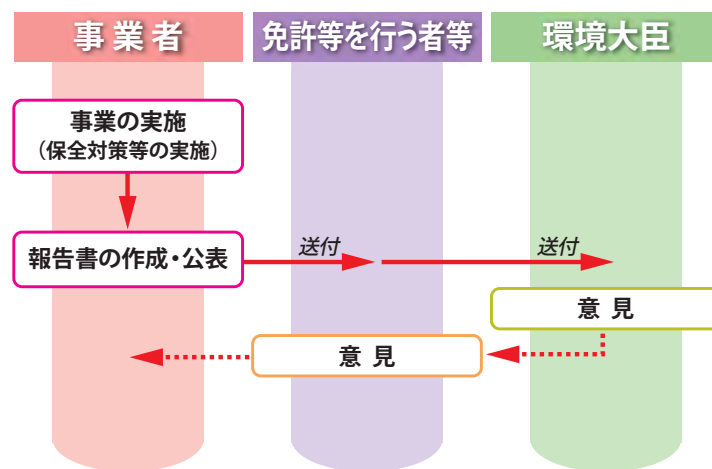 事業者
免許等を行う者等
環境大臣
事業の実施
（保全対策等の実施）
報告書の作成・公表
送付
送付
意見
意見